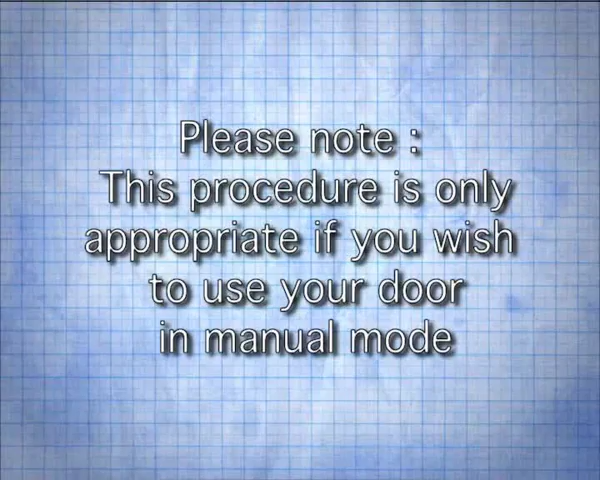 Please note :
This procedure is only
appropriate if you wish
to use your door
in manual mode